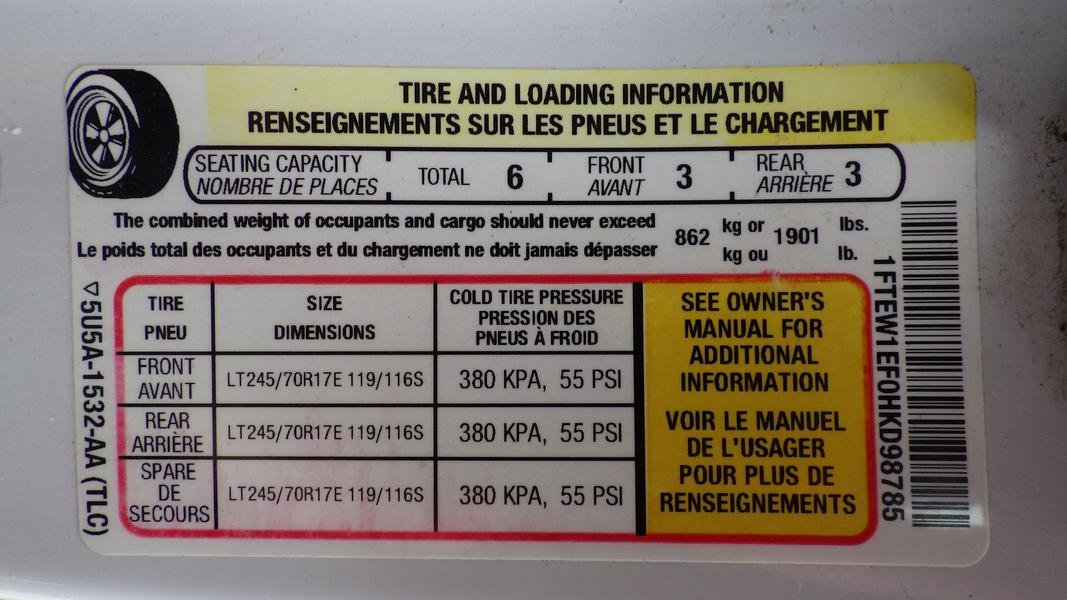 TIRE AND LOADING INFORMATION
RENSEIGNEMENTS SUR LES PNEUS ET LE CHARGEMENT
SEATING CAPACITY TOTAL 6 FRONT 3 REAR 3
NOMBRE DE PLACES AVANT ARRIÈRE
The combined weight of occupants and cargo should never exceed 862 kg or 1901 lbs.
Le poids total des occupants et du chargement ne doit jamais dépasser kg ou lb.
TIRE SIZE COLD TIRE PRESSURE
PNEU DIMENSIONS PRESSION DES
PNEUS À FROID
FRONT
AVANT LT245/70R17E 119/116S 380 KPA, 55 PSI
REAR
ARRIÈRE LT245/70R17E 119/116S 380 KPA, 55 PSI
SPARE
DE
SECOURS LT245/70R17E 119/116S 380 KPA, 55 PSI
SEE OWNER'S
MANUAL FOR
ADDITIONAL
INFORMATION
VOIR LE MANUEL
DE L'USAGER
POUR PLUS DE
RENSEIGNEMENTS
5U5A-1532-AA (TLC)
1FTEW1EF0HKD98785